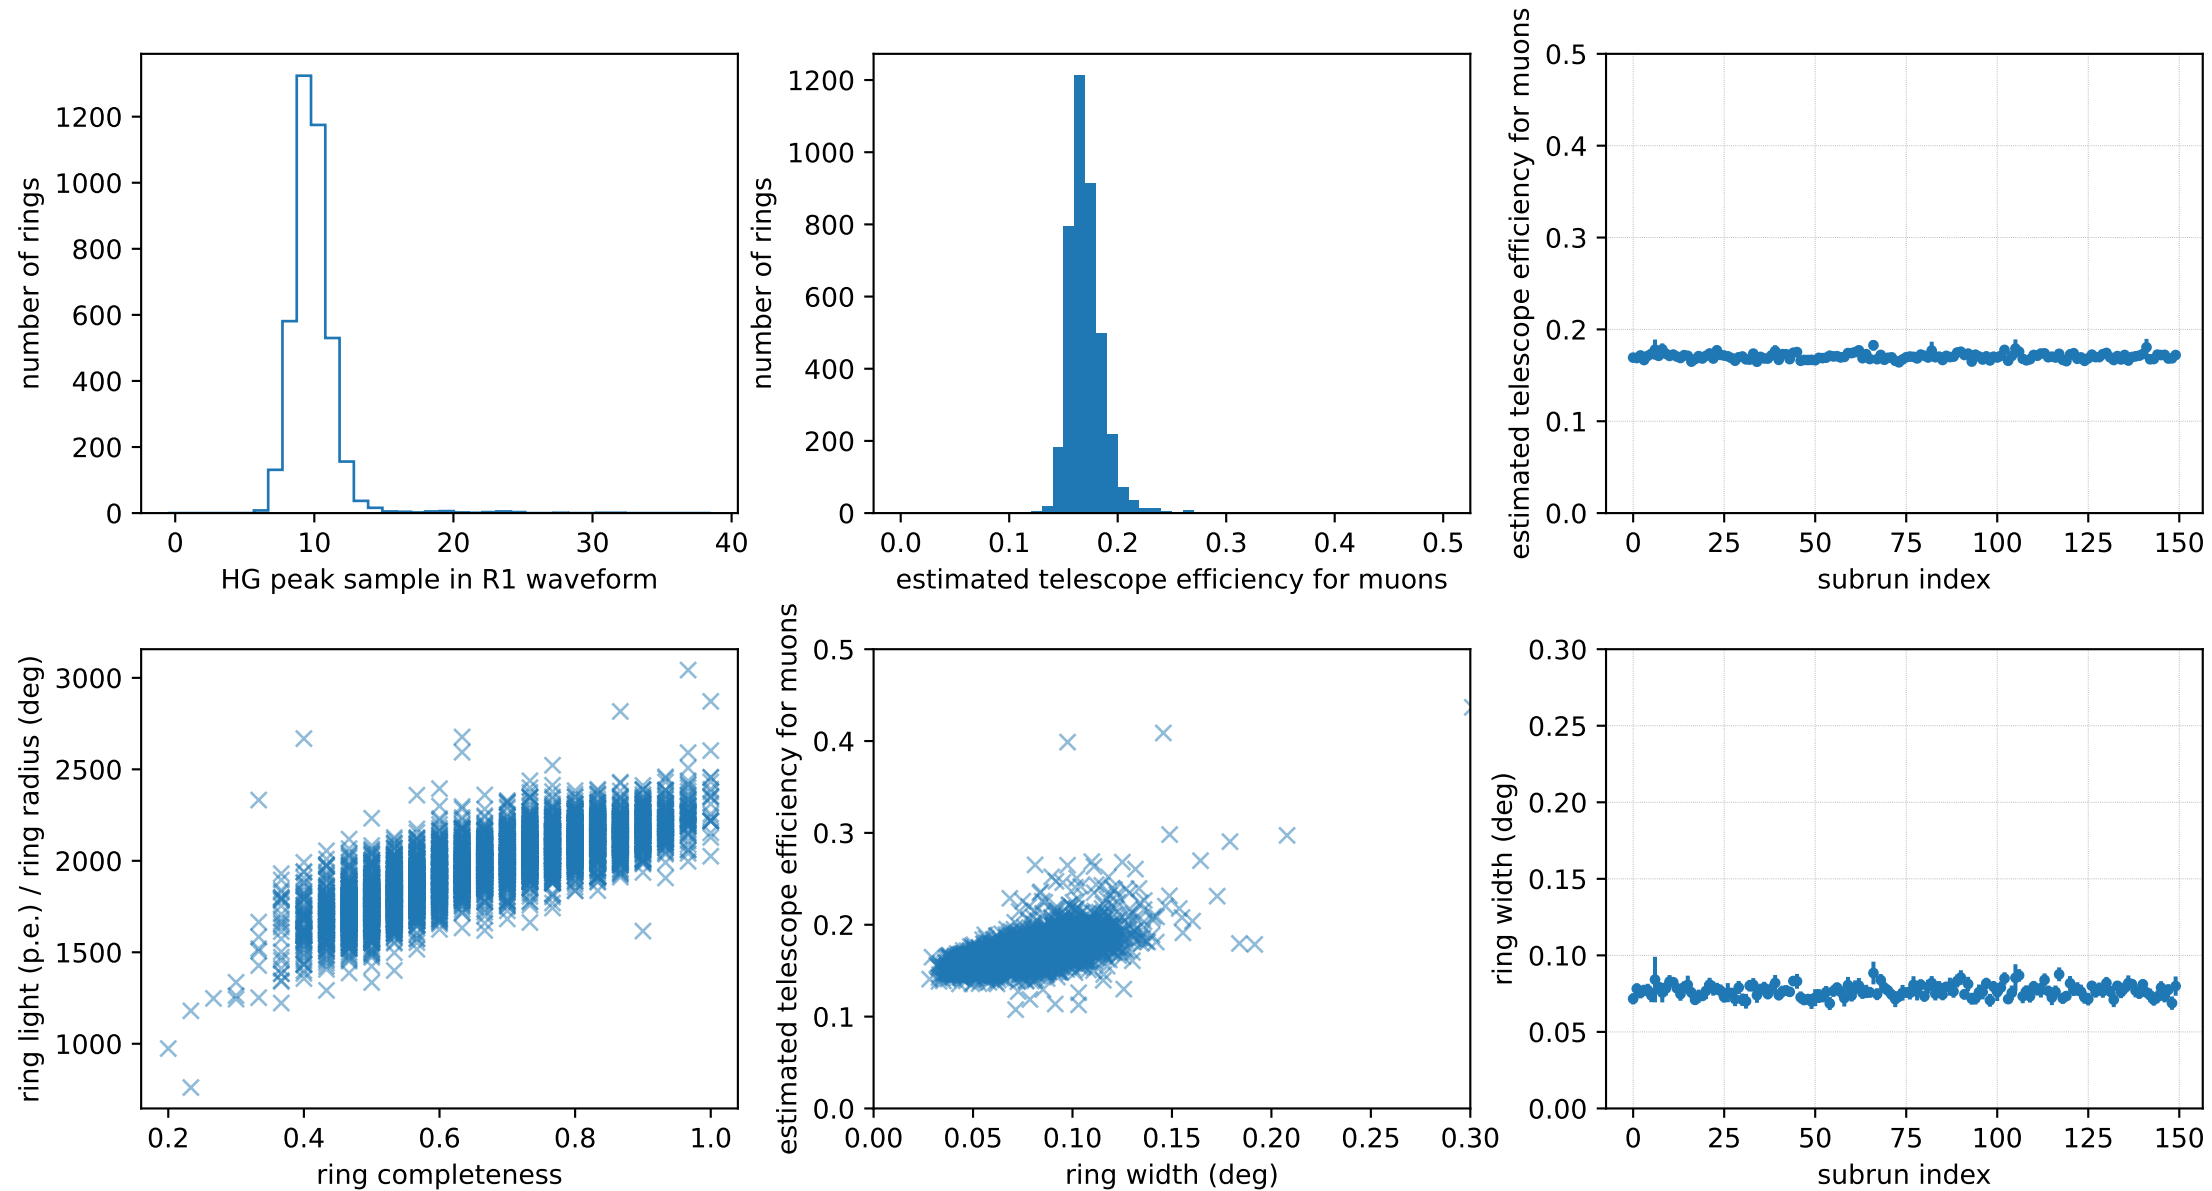 number of rings
1200
1000
800
600
400
200
0
0 10 20 30 40
HG peak sample in R1 waveform
number of rings
1200
1000
800
600
400
200
0
0.0 0.1 0.2 0.3 0.4 0.5
estimated telescope efficiency for muons
estimated telescope efficiency for muons
0.5
0.4
0.3
0.2
0.1
0.0
0 25 50 75 100 125 150
subrun index
ring light (p.e.) / ring radius (deg)
3000
2500
2000
1500
1000
0.2 0.4 0.6 0.8 1.0
ring completeness
estimated telescope efficiency for muons
0.5
0.4
0.3
0.2
0.1
0.0
0.00 0.05 0.10 0.15 0.20 0.25 0.30
ring width (deg)
ring width (deg)
0.30
0.25
0.20
0.15
0.10
0.05
0.00
0 25 50 75 100 125 150
subrun index